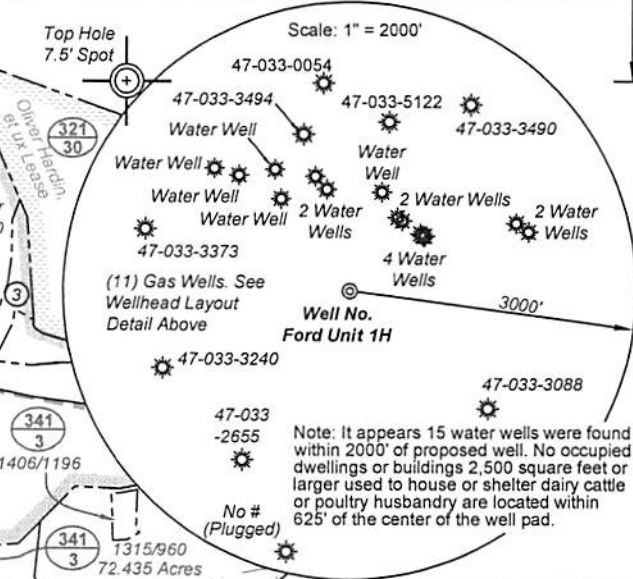 Scale: 1" = 2000'
Top Hole
7.5' Spot
47-033-0054
47-033-3494
47-033-5122
47-033-3490
Water Well
Oliver Hardin,
et ux Lease
321
30
Water Well
Water
Well
Water Well
Water Well
2 Water
Wells
2 Water Wells
2 Water
Wells
4 Water
Wells
47-033-3373
(11) Gas Wells. See
Wellhead Layout
Detail Above
3
Well No.
Ford Unit 1H
3000'
47-033-3240
47-033-3088
47-033
-2655
341
3
1406/1196
Note: It appears 15 water wells were found
within 2000' of proposed well. No occupied
dwellings or buildings 2,500 square feet or
larger used to house or shelter dairy cattle
or poultry husbandry are located within
625' of the center of the well pad.
No #
(Plugged)
341
3
1315/960
72.435 Acres